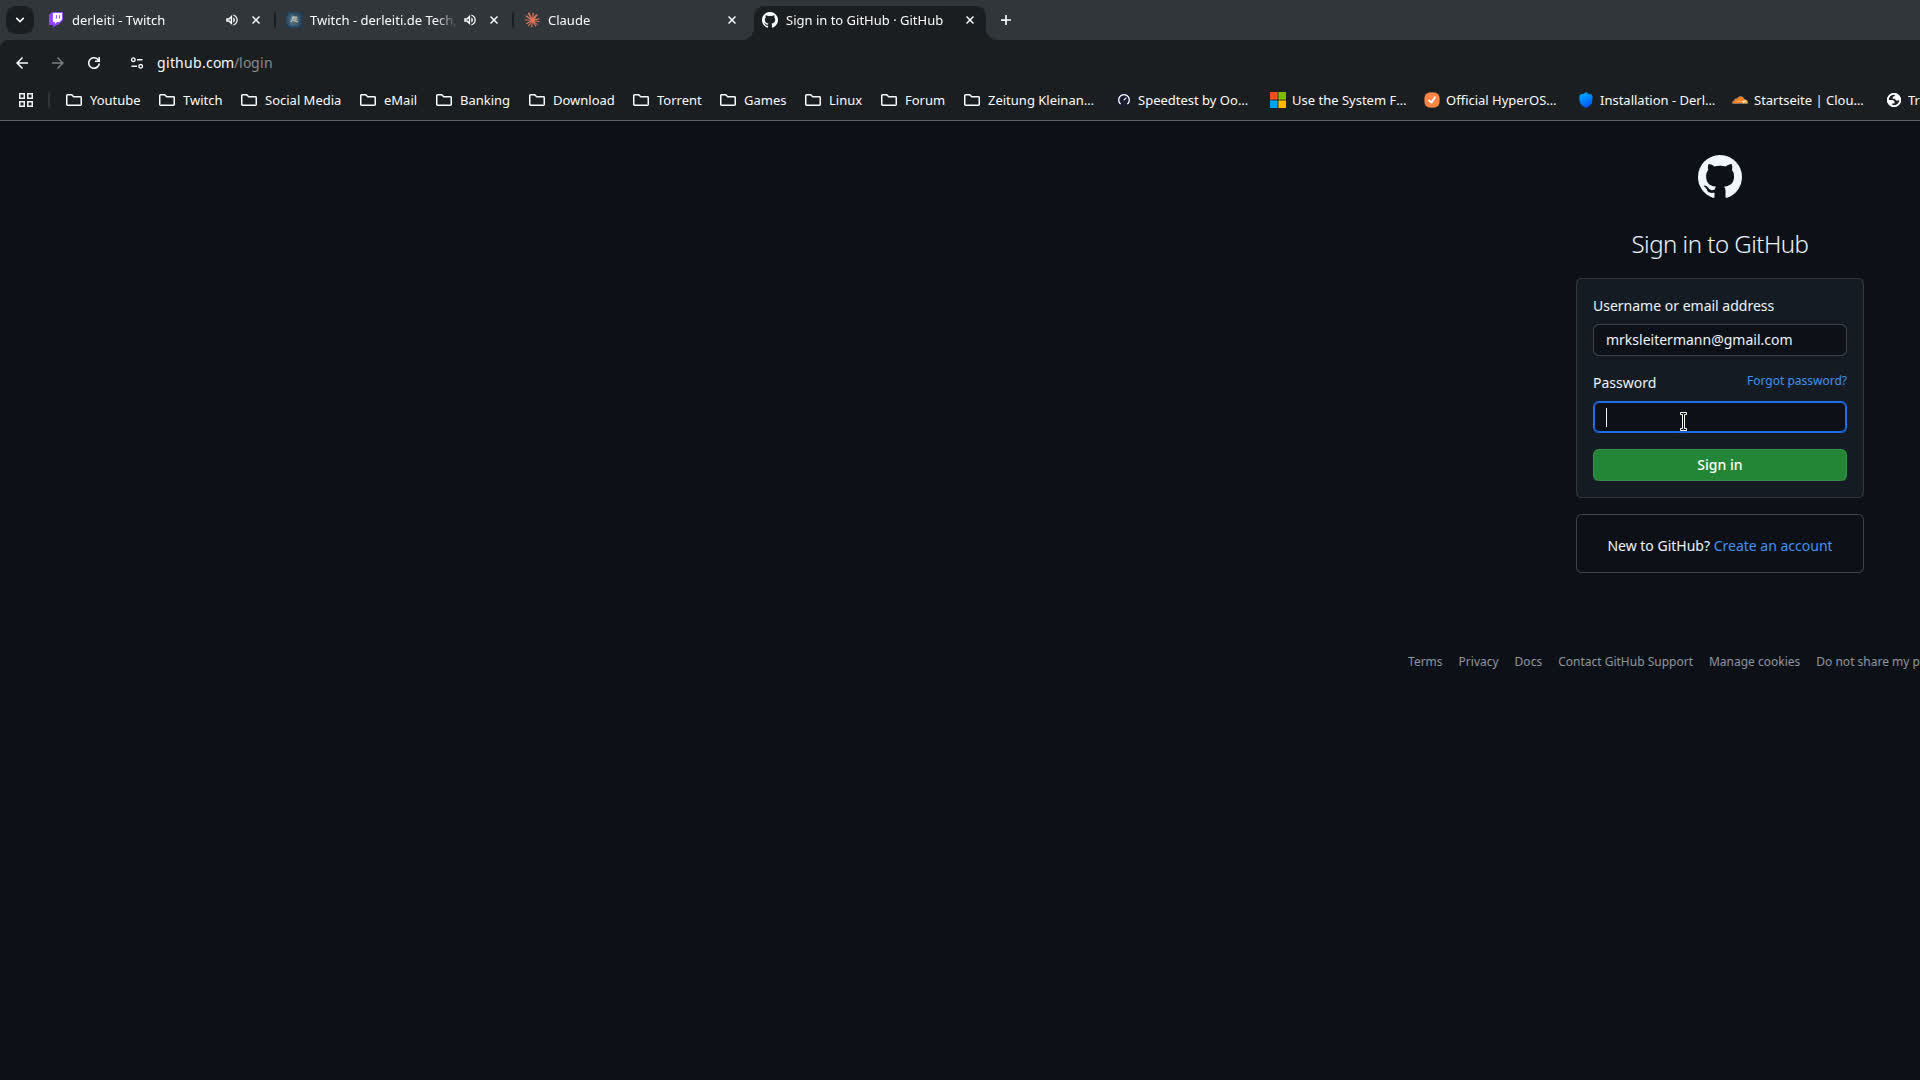 derleiti - Twitch
Twitch - derleiti.de Tech
Claude
Sign in to GitHub · GitHub
github.com/login
Youtube
Twitch
Social Media
eMail
Banking
Download
Torrent
Games
Linux
Forum
Zeitung Kleinan...
Speedtest by Oo...
Use the System F...
Official HyperOS...
Installation - Derl...
Startseite | Clou...
Tr
Sign in to GitHub
Username or email address
mrksleitermann@gmail.com
Password
Forgot password?
Sign in
New to GitHub? Create an account
Terms
Privacy
Docs
Contact GitHub Support
Manage cookies
Do not share my p